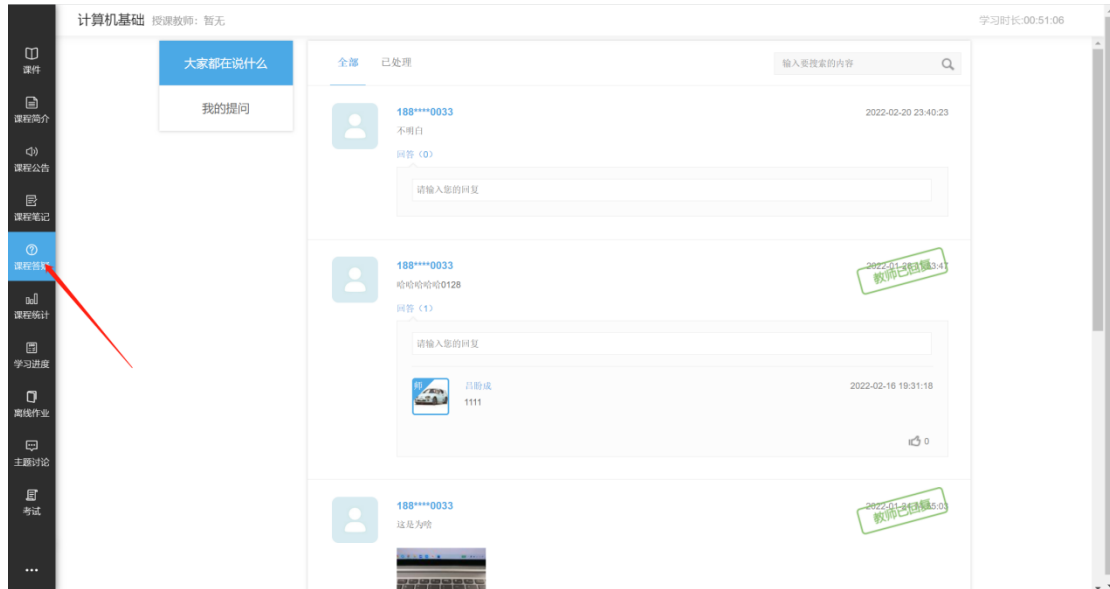 计算机基础 授课教师: 暂无
学习时长:00:51:06
课件
课程简介
课程公告
课程笔记
课程答疑
课程统计
学习进度
离线作业
主题讨论
考试
大家都在说什么
我的提问
全部 已处理
输入要搜索的内容
188****0033
2022-02-20 23:40:23
不明白
回答（0）
请输入您的回复
188****0033
教师已回复
哈哈哈哈哈0128
回答（1）
请输入您的回复
师
吕盼成
2022-02-16 19:31:18
1111
0
188****0033
教师已回复
这是为啥